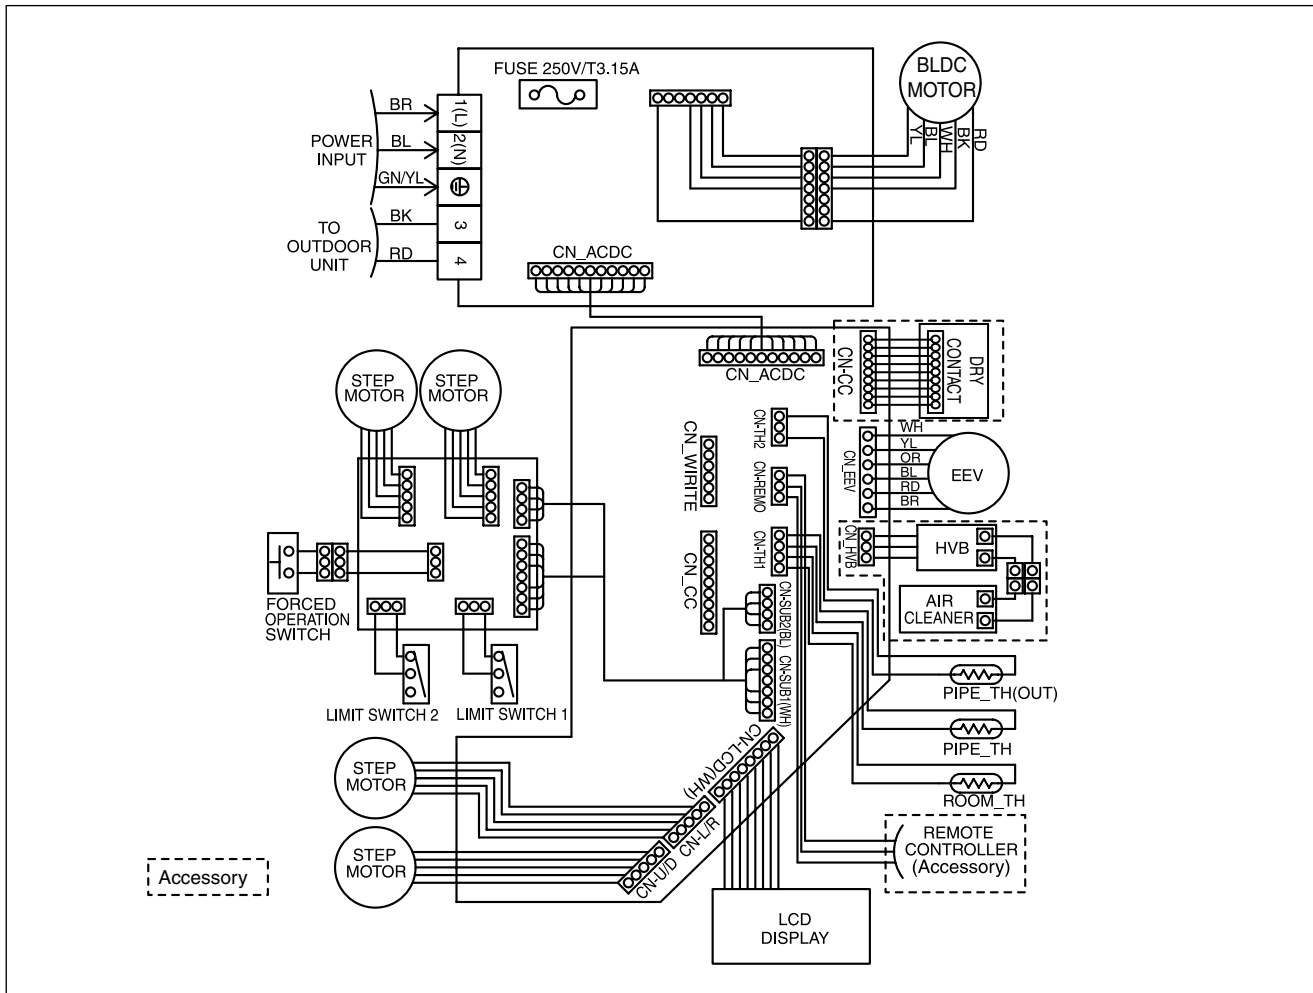 FUSE 250V/T3.15A
BLDC
MOTOR
YL
BL
WH
BK
RD
POWER
INPUT
BR
BL
GN/YL
1(L)
2(N)
TO
OUTDOOR
UNIT
BK
RD
3
4
CN_ACDC
CN_ACDC
CN-CC
DRY
CONTACT
STEP
MOTOR
STEP
MOTOR
CN-TH2
CN_WIRITE
CN-REMO
CN-TH1
CN_CC
CN_EEV
WH
YL
OR
BL
RD
BR
EEV
CN_HVB
HVB
AIR
CLEANER
FORCED
OPERATION
SWITCH
LIMIT SWITCH 2
LIMIT SWITCH 1
CN-SUB2(BL)
CN-SUB1(WH)
PIPE_TH(OUT)
PIPE_TH
ROOM_TH
CN-LCD(WH)
CN-L/R
CN-U/D
STEP
MOTOR
STEP
MOTOR
REMOTE
CONTROLLER
(Accessory)
Accessory
LCD
DISPLAY